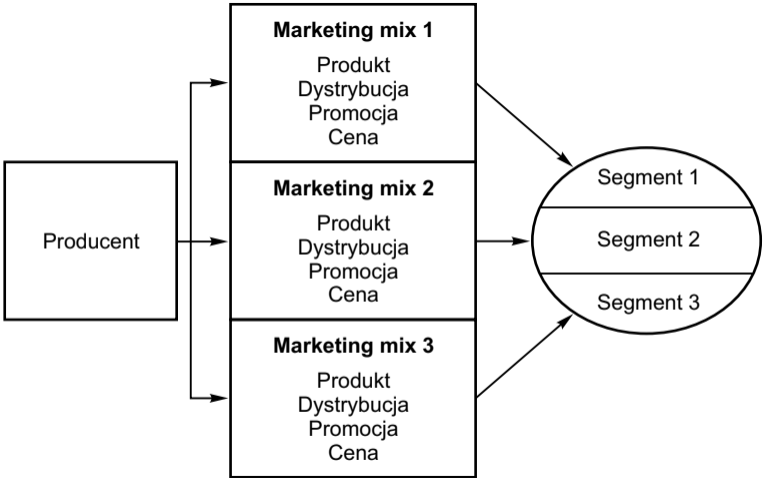 Producent
Marketing mix 1
Produkt
Dystrybucja
Promocja
Cena
Marketing mix 2
Produkt
Dystrybucja
Promocja
Cena
Marketing mix 3
Produkt
Dystrybucja
Promocja
Cena
Segment 1
Segment 2
Segment 3